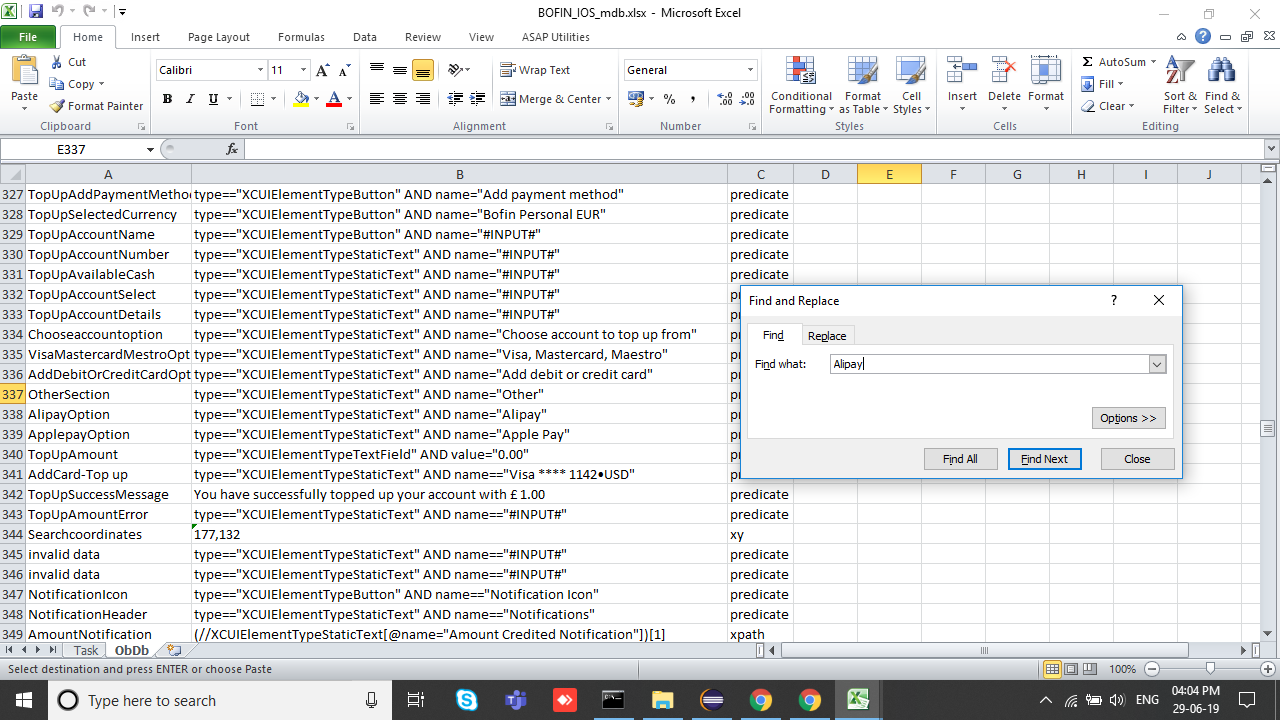 BOFIN_IOS_mdb.xlsx - Microsoft Excel
File Home Insert Page Layout Formulas Data Review View ASAP Utilities
Paste Cut Copy Format Painter Clipboard
Calibri 11 B I U A A A Font
Wrap Text Merge & Center Alignment
General % , .00 Number
Conditional Formatting Format as Table Cell Styles Styles
Insert Delete Format Cells
Σ AutoSum Fill Clear Sort & Filter Find & Select Editing
E337 fx
A B C D E F G H I J
327 TopUpAddPaymentMetho type=="XCUIElementTypeButton" AND name="Add payment method" predicate
328 TopUpSelectedCurrency type=="XCUIElementTypeButton" AND name="Bofin Personal EUR" predicate
329 TopUpAccountName type=="XCUIElementTypeButton" AND name="#INPUT#" predicate
330 TopUpAccountNumber type=="XCUIElementTypeStaticText" AND name="#INPUT#" predicate
331 TopUpAvailableCash type=="XCUIElementTypeStaticText" AND name="#INPUT#" predicate
332 TopUpAccountSelect type=="XCUIElementTypeStaticText" AND name="#INPUT#"
333 TopUpAccountDetails type=="XCUIElementTypeStaticText" AND name="#INPUT#"
334 Chooseaccountoption type=="XCUIElementTypeStaticText" AND name="Choose account to top up from"
335 VisaMastercardMestroOpt type=="XCUIElementTypeStaticText" AND name="Visa, Mastercard, Maestro"
336 AddDebitOrCreditCardOpt type=="XCUIElementTypeStaticText" AND name="Add debit or credit card"
337 OtherSection type=="XCUIElementTypeStaticText" AND name="Other"
338 AlipayOption type=="XCUIElementTypeStaticText" AND name="Alipay"
339 ApplepayOption type=="XCUIElementTypeStaticText" AND name="Apple Pay"
340 TopUpAmount type=="XCUIElementTypeTextField" AND value="0.00"
341 AddCard-Top up type=="XCUIElementTypeStaticText" AND name=="Visa **** 1142•USD"
342 TopUpSuccessMessage You have successfully topped up your account with £ 1.00 predicate
343 TopUpAmountError type=="XCUIElementTypeStaticText" AND name=="#INPUT#" predicate
344 Searchcoordinates 177,132 xy
345 invalid data type=="XCUIElementTypeStaticText" AND name=="#INPUT#" predicate
346 invalid data type=="XCUIElementTypeStaticText" AND name=="#INPUT#" predicate
347 NotificationIcon type=="XCUIElementTypeButton" AND name=="Notification Icon" predicate
348 NotificationHeader type=="XCUIElementTypeStaticText" AND name=="Notifications" predicate
349 AmountNotification (//XCUIElementTypeStaticText[@name="Amount Credited Notification"])[1] xpath
Find and Replace ?
Find Replace
Find what: Alipay
Options >>
Find All Find Next Close
Task ObDb
Select destination and press ENTER or choose Paste 100%
Type here to search
ENG 04:04 PM
29-06-19